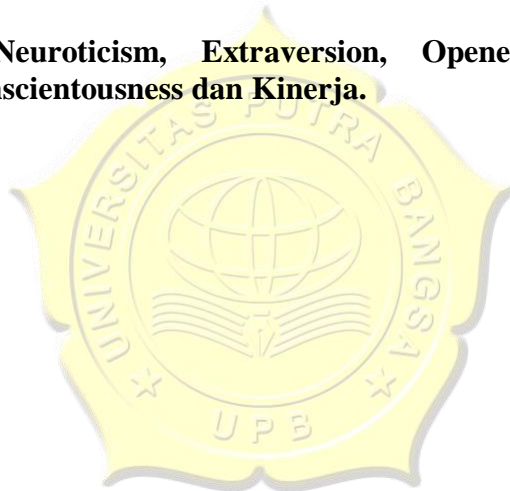 Neuroticism, Extraversion, Opene
nscientousness dan Kinerja.
UNIVERSITAS PUTRA BANGSA
UPB